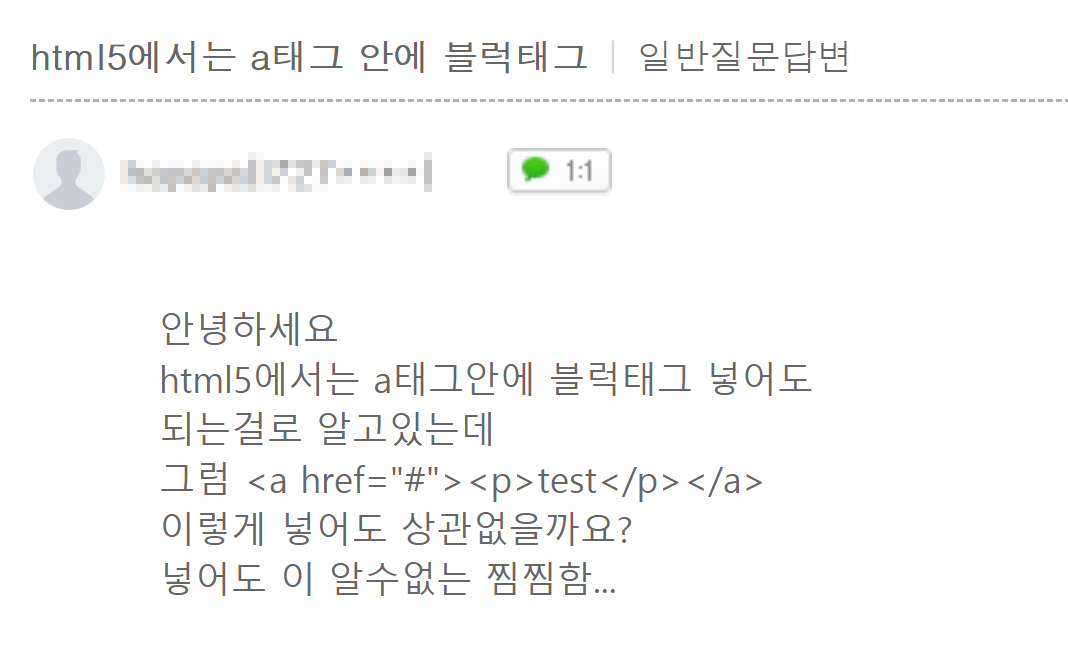 html5에서는 a태그 안에 블럭태그 | 일반질문답변
1:1
안녕하세요
html5에서는 a태그안에 블럭태그 넣어도
되는걸로 알고있는데
그럼 <a href="#"><p>test</p></a>
이렇게 넣어도 상관없을까요?
넣어도 이 알수없는 찜찜함...